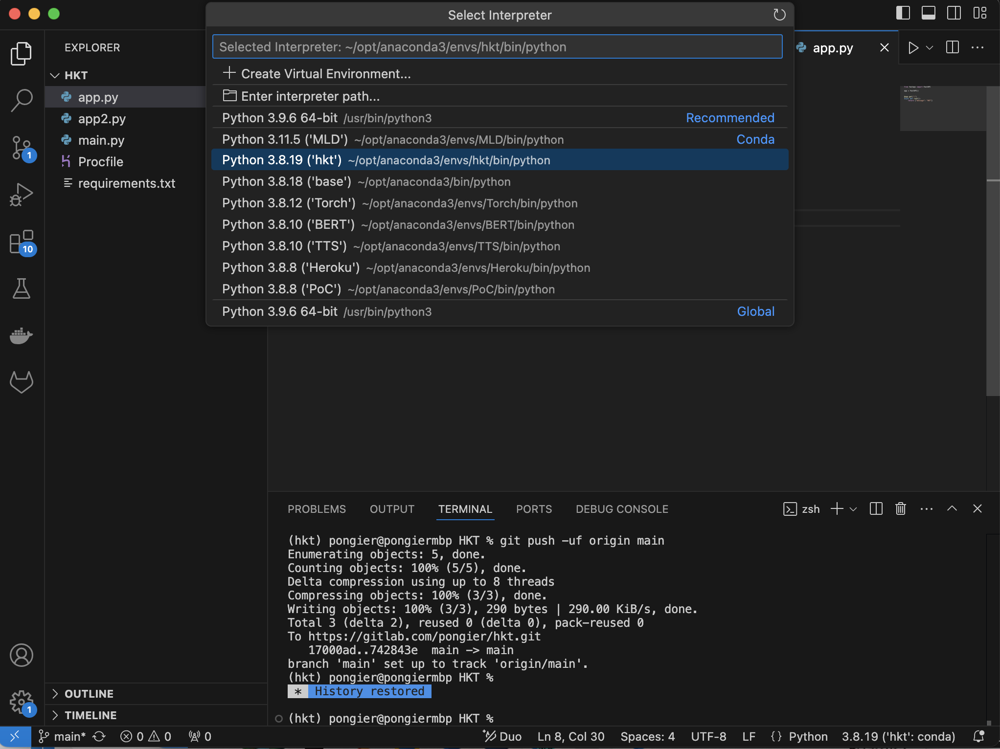 Select Interpreter
Selected Interpreter: ~/opt/anaconda3/envs/hkt/bin/python
Create Virtual Environment...
Enter interpreter path...
Python 3.9.6 64-bit /usr/bin/python3 Recommended
Python 3.11.5 ('MLD') ~/opt/anaconda3/envs/MLD/bin/python Conda
Python 3.8.19 ('hkt') ~/opt/anaconda3/envs/hkt/bin/python
Python 3.8.18 ('base') ~/opt/anaconda3/bin/python
Python 3.8.12 ('Torch') ~/opt/anaconda3/envs/Torch/bin/python
Python 3.8.10 ('BERT') ~/opt/anaconda3/envs/BERT/bin/python
Python 3.8.10 ('TTS') ~/opt/anaconda3/envs/TTS/bin/python
Python 3.8.8 ('Heroku') ~/opt/anaconda3/envs/Heroku/bin/python
Python 3.8.8 ('PoC') ~/opt/anaconda3/envs/PoC/bin/python
Python 3.9.6 64-bit /usr/bin/python3 Global
EXPLORER
HKT
app.py
app2.py
main.py
Procfile
requirements.txt
1
10
app.py
PROBLEMS OUTPUT TERMINAL PORTS DEBUG CONSOLE
zsh
(hkt) pongier@pongiermbp HKT % git push -uf origin main
Enumerating objects: 5, done.
Counting objects: 100% (5/5), done.
Delta compression using up to 8 threads
Compressing objects: 100% (3/3), done.
Writing objects: 100% (3/3), 290 bytes | 290.00 KiB/s, done.
Total 3 (delta 2), reused 0 (delta 0), pack-reused 0
To https://gitlab.com/pongier/hkt.git
17000ad..742843e main -> main
branch 'main' set up to track 'origin/main'.
(hkt) pongier@pongiermbp HKT %
* History restored
(hkt) pongier@pongiermbp HKT %
OUTLINE
TIMELINE
1
main* 0 0 0
Duo Ln 8, Col 30 Spaces: 4 UTF-8 LF {} Python 3.8.19 ('hkt': conda)